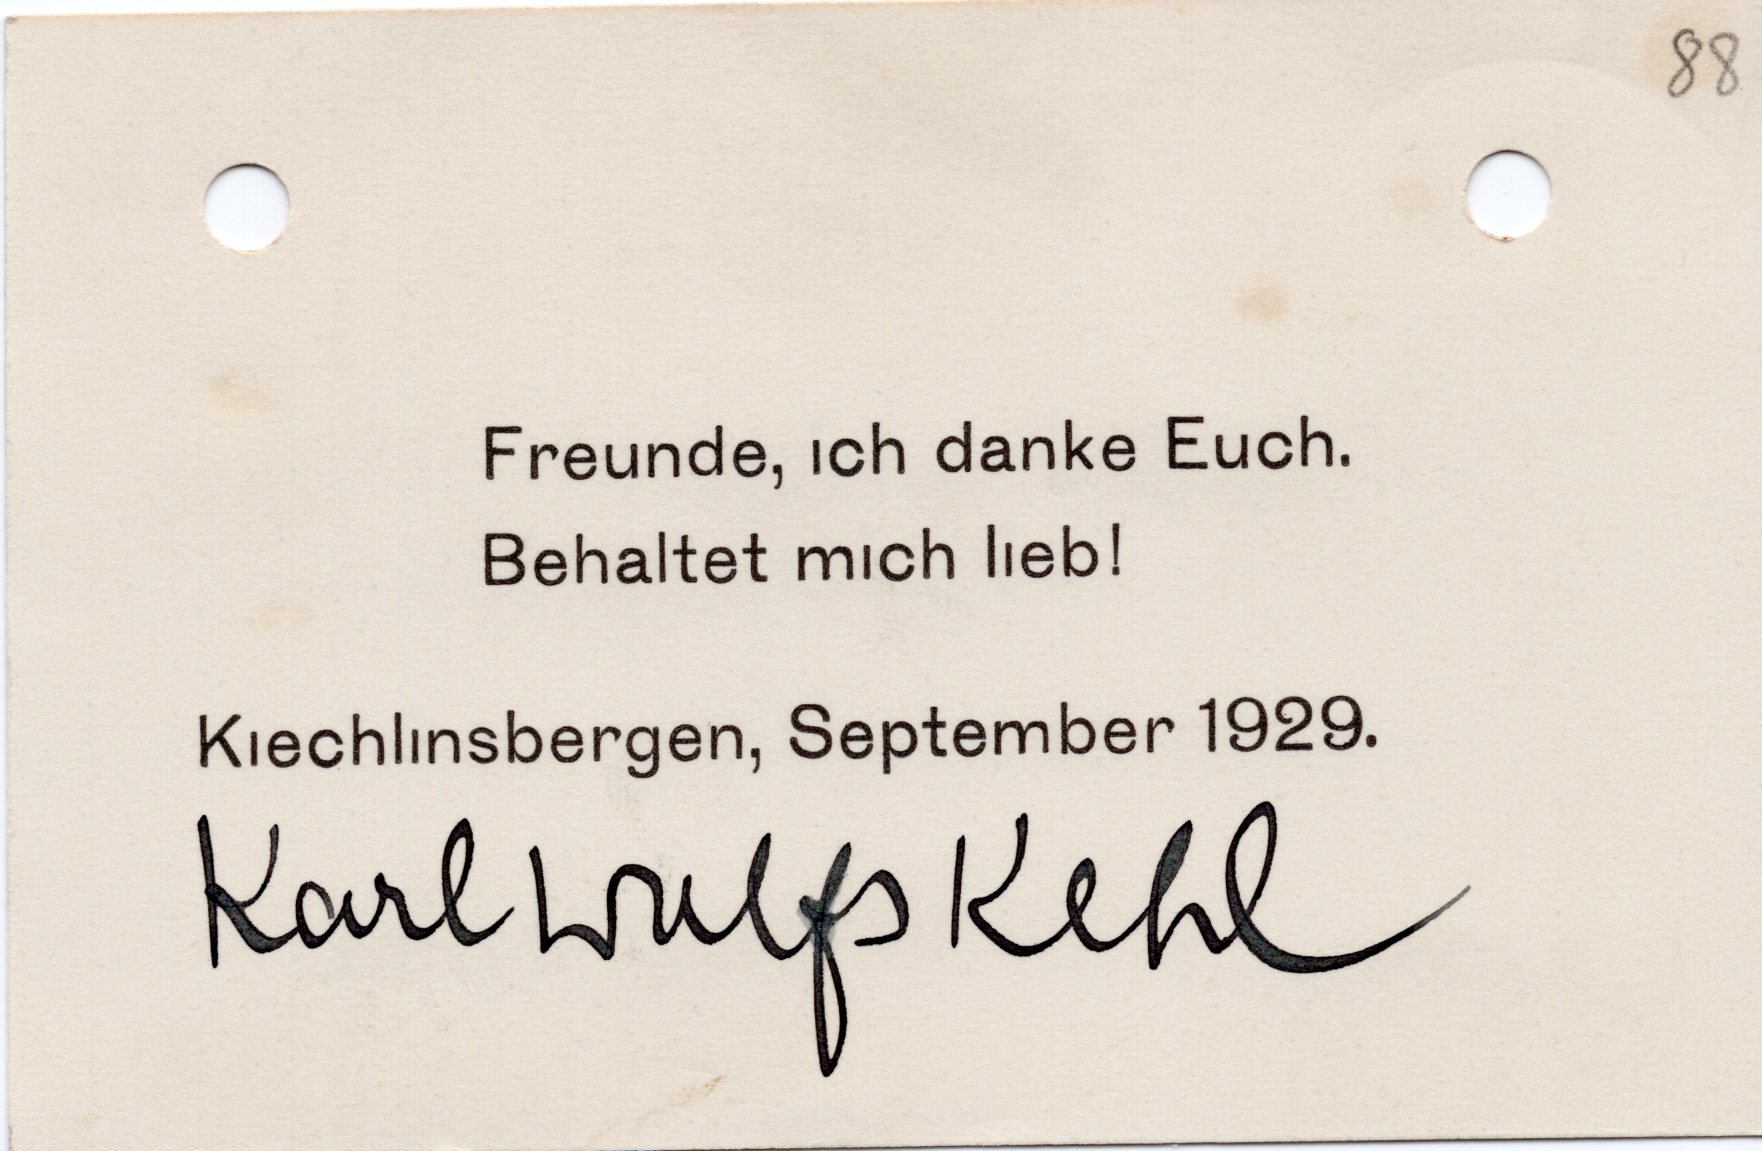 88
Freunde, ich danke Euch.
Behaltet mich lieb!
Kiechlinsbergen, September 1929.
Karl Wolfskehl